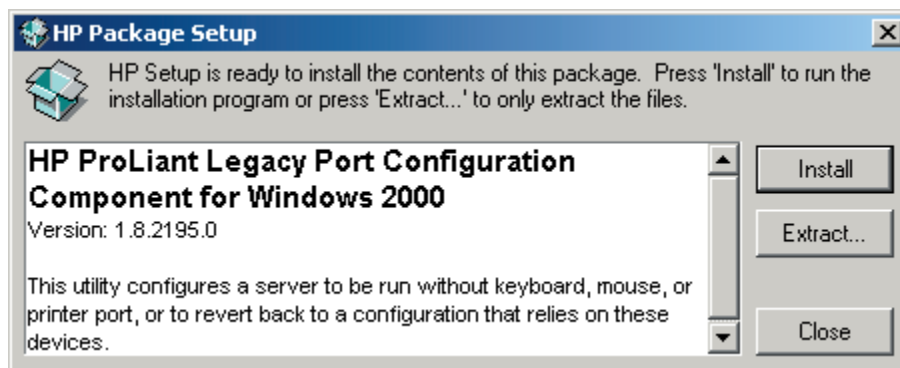 HP Package Setup
HP Setup is ready to install the contents of this package. Press 'Install' to run the
installation program or press 'Extract...' to only extract the files.
HP ProLiant Legacy Port Configuration
Component for Windows 2000
Version: 1.8.2195.0
This utility configures a server to be run without keyboard, mouse, or
printer port, or to revert back to a configuration that relies on these
devices.
Install
Extract...
Close